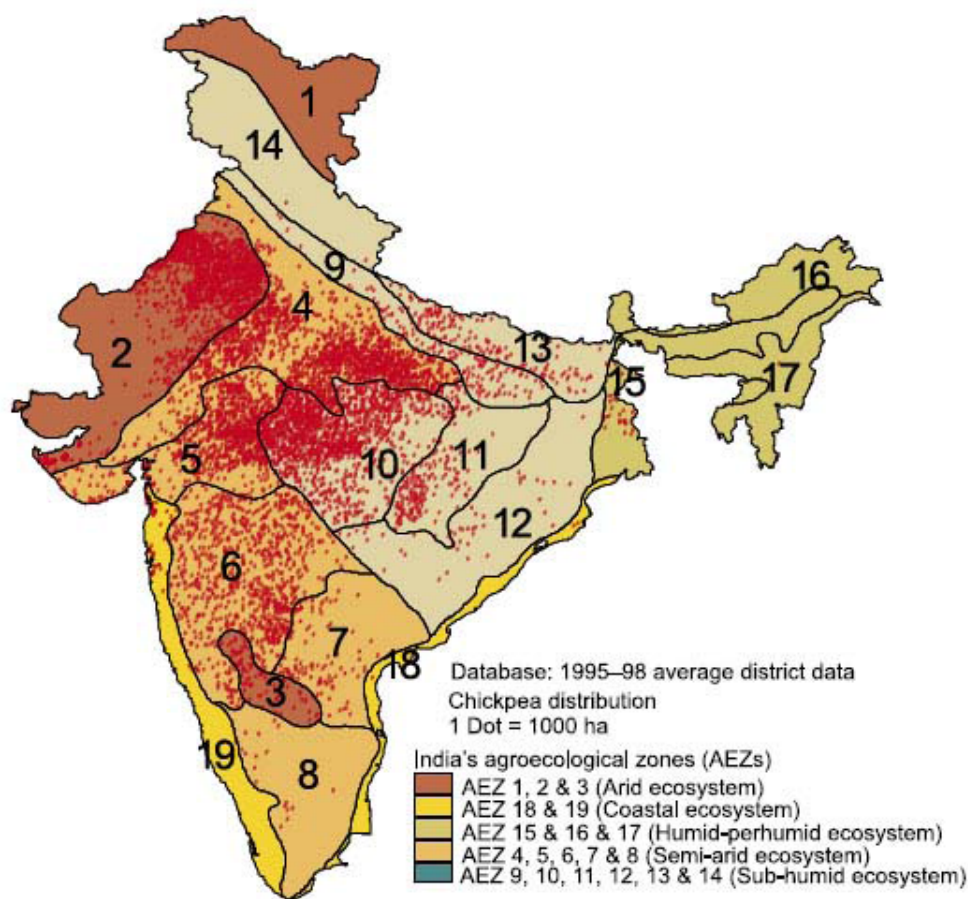 1
14
9
4
16
2
13
17
15
5
10
11
12
6
7
18
Database: 1995–98 average district data
3
Chickpea distribution
1 Dot = 1000 ha
19
8
India's agroecological zones (AEZs)
AEZ 1, 2 & 3 (Arid ecosystem)
AEZ 18 & 19 (Coastal ecosystem)
AEZ 15 & 16 & 17 (Humid-perhumid ecosystem)
AEZ 4, 5, 6, 7 & 8 (Semi-arid ecosystem)
AEZ 9, 10, 11, 12, 13 & 14 (Sub-humid ecosystem)